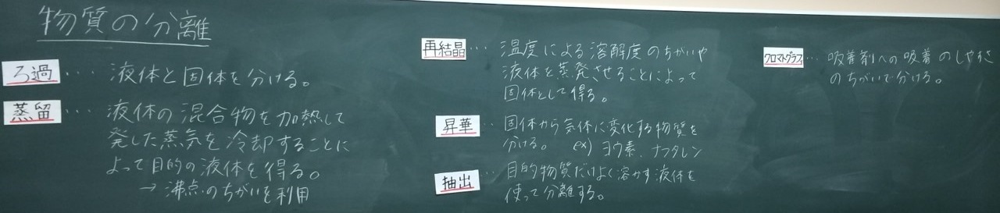 物質の分離
ろ過 … 液体と固体を分ける。
蒸留 … 液体の混合物を加熱して
発した蒸気を冷却することに
よって目的の液体を得る。
→ 沸点のちがいを利用
再結晶 … 温度による溶解度のちがいや
液体を蒸発させることによって
固体として得る。
昇華 … 固体から気体に変化する物質を
分ける。 ex) ヨウ素、ナフタレン
抽出 … 目的物質だけよく溶かす液体を
使って分離する。
クロマトグラフィ … 吸着剤への吸着のしやすさ
のちがいで分ける。